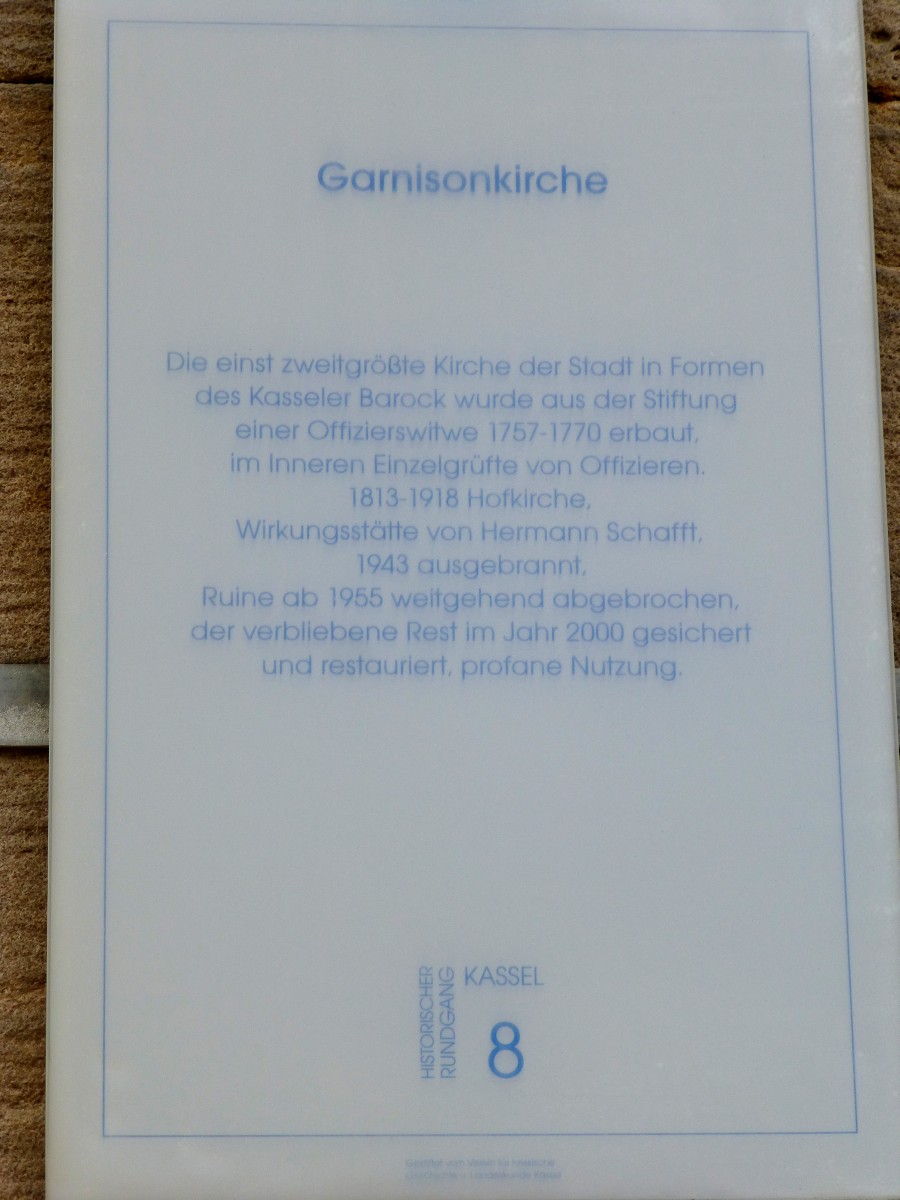 Garnisonkirche
Die einst zweitgrößte Kirche der Stadt in Formen
des Kasseler Barock wurde aus der Stiftung
einer Offizierswitwe 1757-1770 erbaut,
im Inneren Einzelgrüfte von Offizieren.
1813-1918 Hofkirche,
Wirkungsstätte von Hermann Schafft,
1943 ausgebrannt,
Ruine ab 1955 weitgehend abgebrochen,
der verbliebene Rest im Jahr 2000 gesichert
und restauriert, profane Nutzung.
HISTORISCHER
RUNDGANG
KASSEL
8